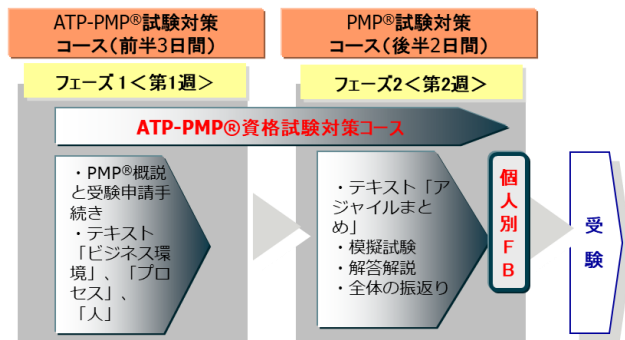 ATP-PMP®試験対策
コース（前半3日間）
PMP®試験対策
コース（後半2日間）
フェーズ1＜第1週＞
フェーズ2＜第2週＞
ATP-PMP®資格試験対策コース
・PMP®概説
と受験申請手
続き
・テキスト
「ビジネス環
境」、「プロ
セス」、
「人」
・テキスト「ア
ジャイルまと
め」
・模擬試験
・解答解説
・全体の振返り
個人別FB
受験